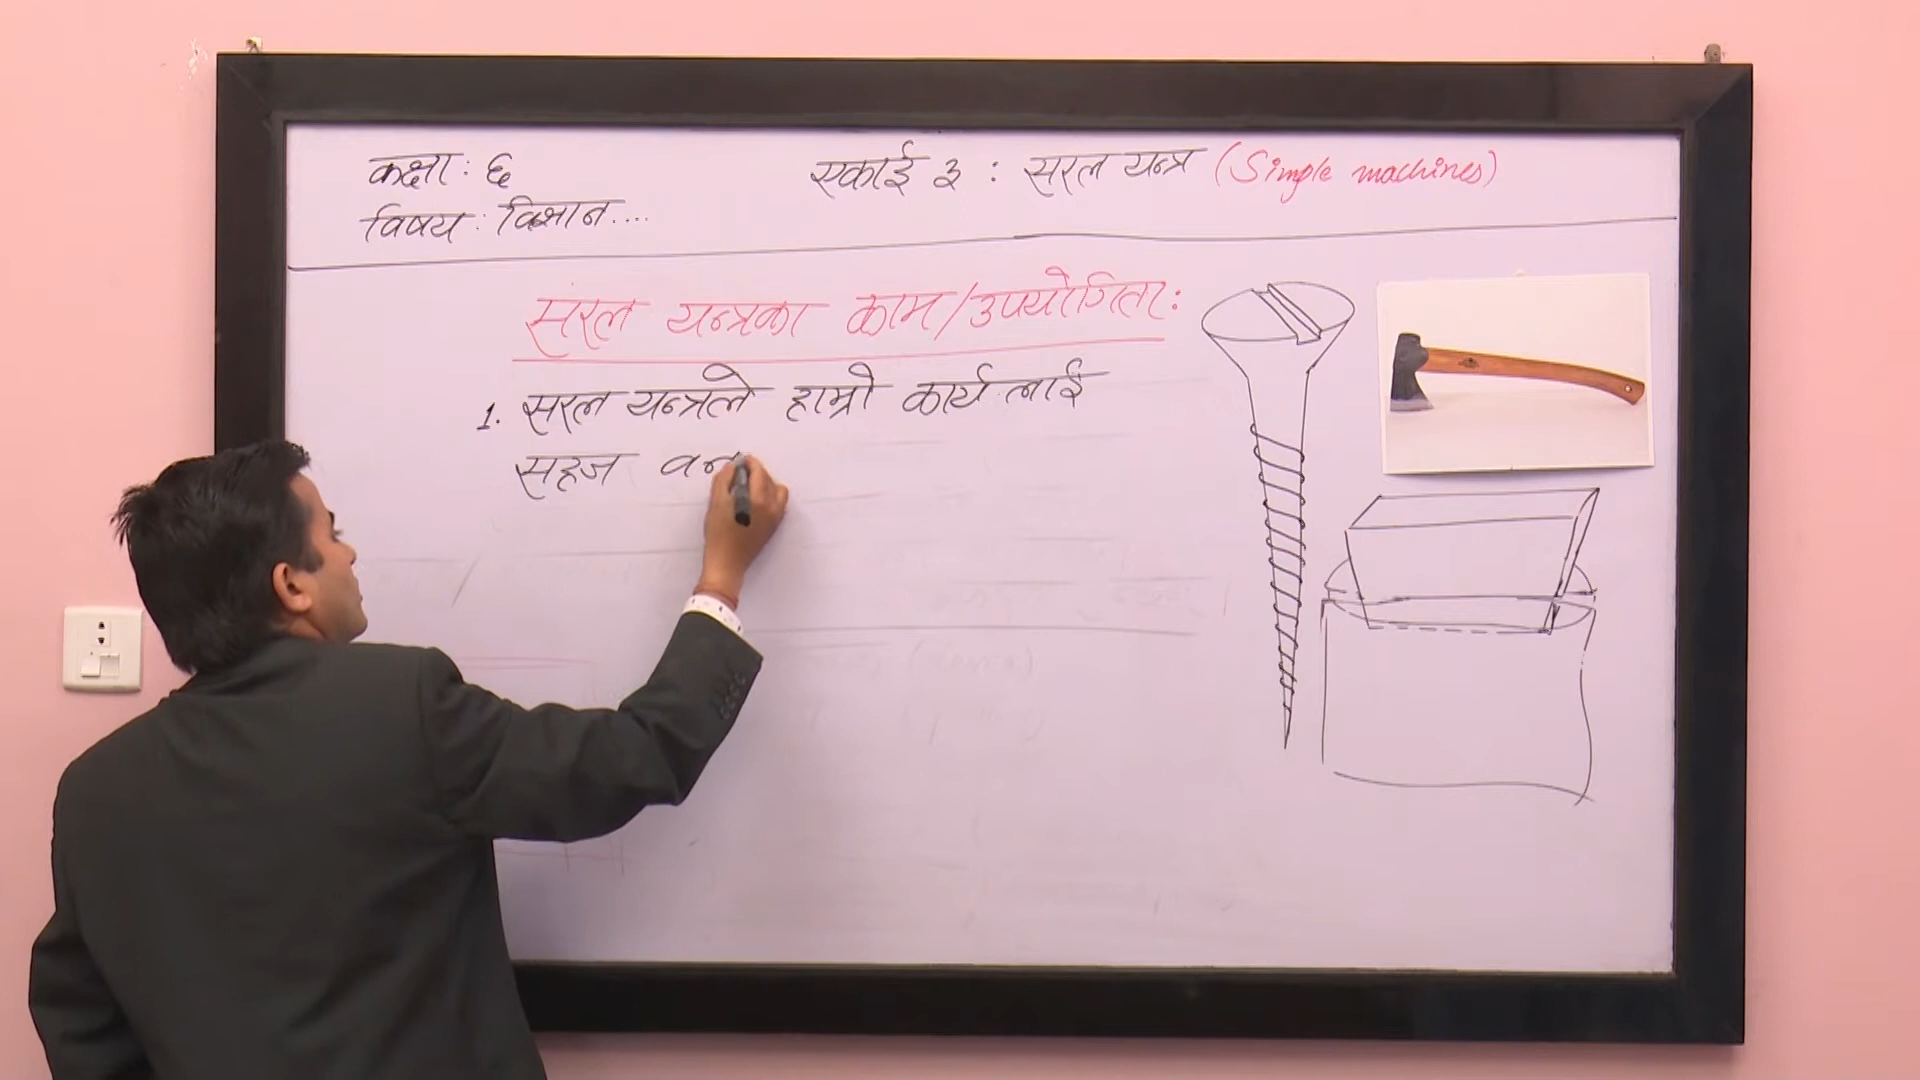 कक्षा: ६
विषय: विज्ञान....
एकाई ३ : सरल यन्त्र (Simple machines)
सरल यन्त्रका काम/उपयोगिता:
1. सरल यन्त्रले हाम्रो कार्यलाई
सहज वन